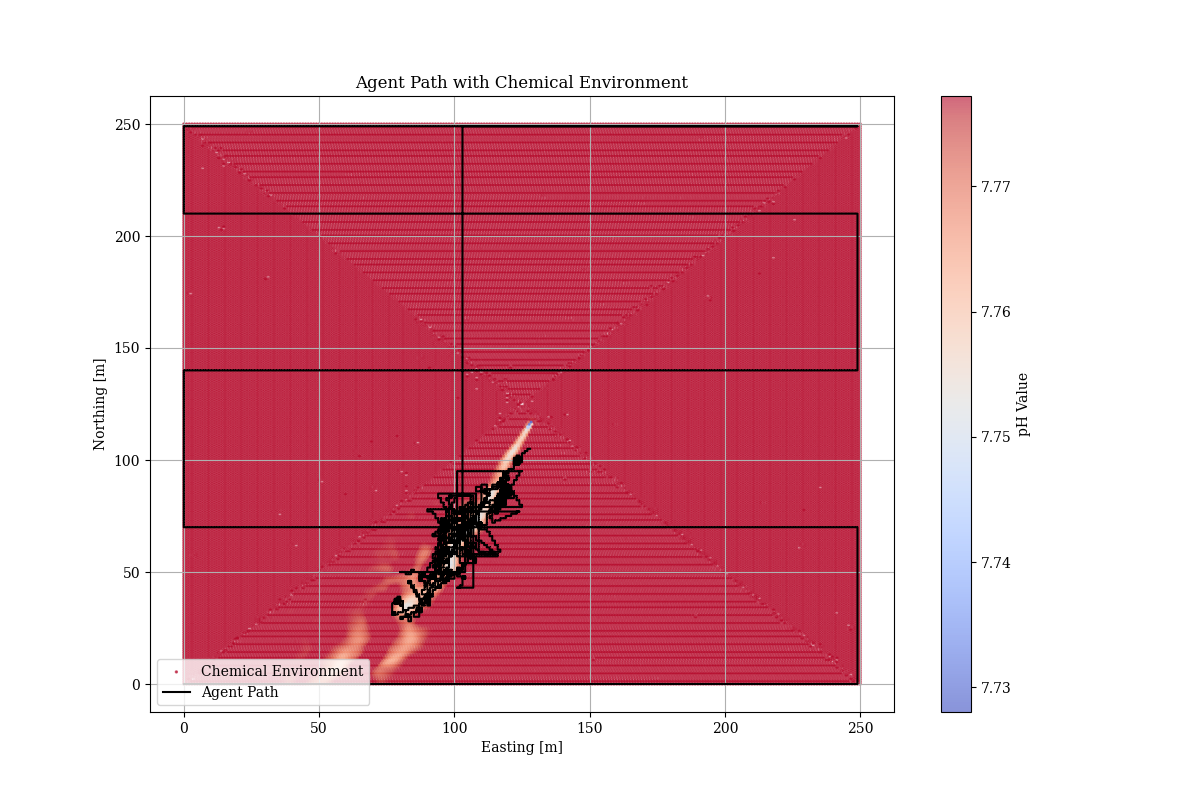 Agent Path with Chemical Environment
250
200
150
100
50
0
Northing [m]
Chemical Environment
Agent Path
0 50 100 150 200 250
Easting [m]
7.77
7.76
7.75
7.74
7.73
pH Value